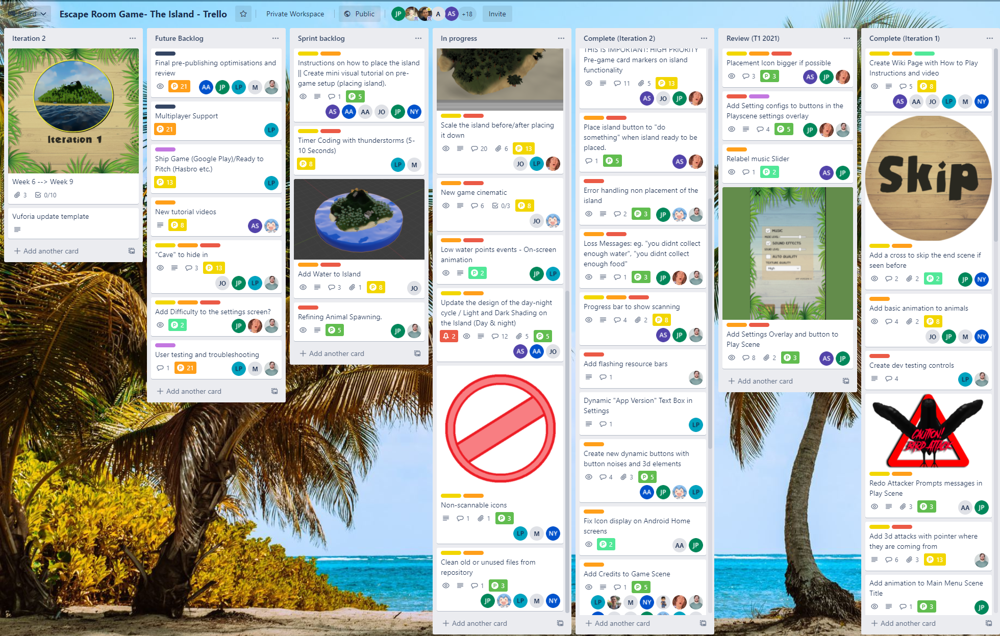 Board
Escape Room Game- The Island - Trello
Private Workspace
Public
JP
A
AS
+18
Invite
Iteration 2
Iteration 1
Week 6 --> Week 9
3
0/10
Vuforia update template
Add another card
Future Backlog
Final pre-publishing optimisations and
review
P 21
AA JP LP M
Multiplayer Support
P 21
LP
Ship Game (Google Play)/Ready to
Pitch (Hasbro etc.)
P 13
LP
New tutorial videos
P 8
AS
"Cave" to hide in
3 P 13
JO JP LP
Add Difficulty to the settings screen?
P 2
JP
User testing and troubleshooting
1 P 21
LP M
Add another card
Sprint backlog
Instructions on how to place the island
|| Create mini visual tutorial on pre-
game setup (placing island).
1 P 5
AS AA AA JO JP NY
Timer Coding with thunderstorms (5-
10 Seconds)
P 8
LP M
Add Water to Island
3 1 P 8
JO
Refining Animal Spawning.
P 5
JP
Add another card
In progress
Scale the island before/after placing
it down
20 6 P 13
JO LP
New game cinematic
6 0/3 P 8
JO
Low water points events - On-screen
animation
P 2
JP LP
Update the design of the day-night
cycle / Light and Dark Shading on
the Island (Day & night)
2 12 5 P 5
AS AA JO
Non-scannable icons
1 1 P 3
LP M NY
Clean old or unused files from
repository
1 P 3
JP LP M NY
Add another card
Complete (Iteration 2)
THIS IS IMPORTANT: HIGH PRIORITY
Pre-game card markers on island
functionality
11 5 P 13
AS JO JP
Place island button to "do
something" when island ready to be
placed.
1 P 5
AS
Error handling non placement of the
island
2 P 3
JP
Loss Messages: eg. "you didnt collect
enough water", "you didnt collect
enough food"
1 P 3
JP
Progress bar to show scanning
4 2 P 8
AS JP
Add flashing resource bars
1
Dynamic "App Version" Text Box in
Settings
1
LP
Create new dynamic buttons with
button noises and 3d elements
4 3 P 5
AA JP LP
Fix Icon display on Android Home
screens
P 2
AA JP
Add Credits to Game Scene
1 P 5
LP M NY
Add another card
Review (T1 2021)
Placement Icon bigger if possible
3 P 3
AS JP
Add Setting configs to buttons in the
Playscene settings overlay
4 P 5
JP
Relabel music Slider
1 P 2
AS JP
X
MUSIC
MUSIC LEVEL
SOUND EFFECTS
SOUND LEVEL
AUTO QUALITY
TEXTURE QUALITY
High
Add Settings Overlay and button to
Play Scene
8 2 P 3
AS JP
Add another card
Complete (Iteration 1)
Create Wiki Page with How to Play
Instructions and video
5 P 8
AS AA JO LP M NY
Skip
Add a cross to skip the end scene if
seen before
2 2 P 2
JP NY
Add basic animation to animals
4 2 P 8
JO JP M NY
Create dev testing controls
4
LP
CAUTION!
BIRD ATTACK
Redo Attacker Prompts messages in
Play Scene
3 P 3
AA JP
Add 3d attacks with pointer where
they are coming from
6 3 P 13
Add animation to Main Menu Scene
Title
1 P 3
JP
Add another card